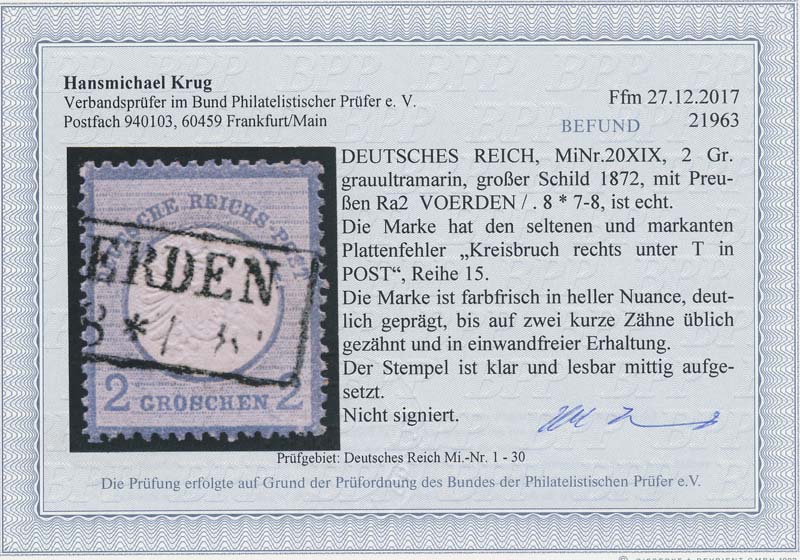 Hansmichael Krug
Verbandsprüfer im Bund Philatelistischer Prüfer e. V.
Postfach 940103, 60459 Frankfurt/Main
Ffm 27.12.2017
BEFUND 21963
DEUTSCHES REICH, MiNr.20XIX, 2 Gr.
grauultramarin, großer Schild 1872, mit Preu-
ßen Ra2 VOERDEN / . 8 * 7-8, ist echt.
Die Marke hat den seltenen und markanten
Plattenfehler „Kreisbruch rechts unter T in
POST“, Reihe 15.
Die Marke ist farbfrisch in heller Nuance, deut-
lich geprägt, bis auf zwei kurze Zähne üblich
gezähnt und in einwandfreier Erhaltung.
Der Stempel ist klar und lesbar mittig aufge-
setzt.
Nicht signiert.
REICHS-POST
ERDEN
2 GROSCHEN 2
Prüfgebiet: Deutsches Reich Mi.-Nr. 1 - 30
Die Prüfung erfolgte auf Grund der Prüfordnung des Bundes der Philatelistischen Prüfer e.V.
BPP BPP BPP BPP